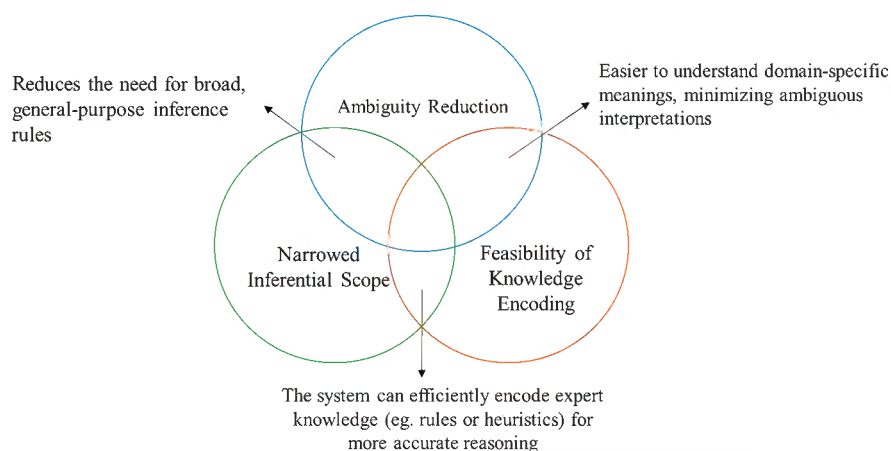 Reduces the need for broad,
general-purpose inference
rules
Ambiguity Reduction
Easier to understand domain-specific
meanings, minimizing ambiguous
interpretations
Narrowed
Inferential Scope
Feasibility of
Knowledge
Encoding
The system can efficiently encode expert
knowledge (eg. rules or heuristics) for
more accurate reasoning